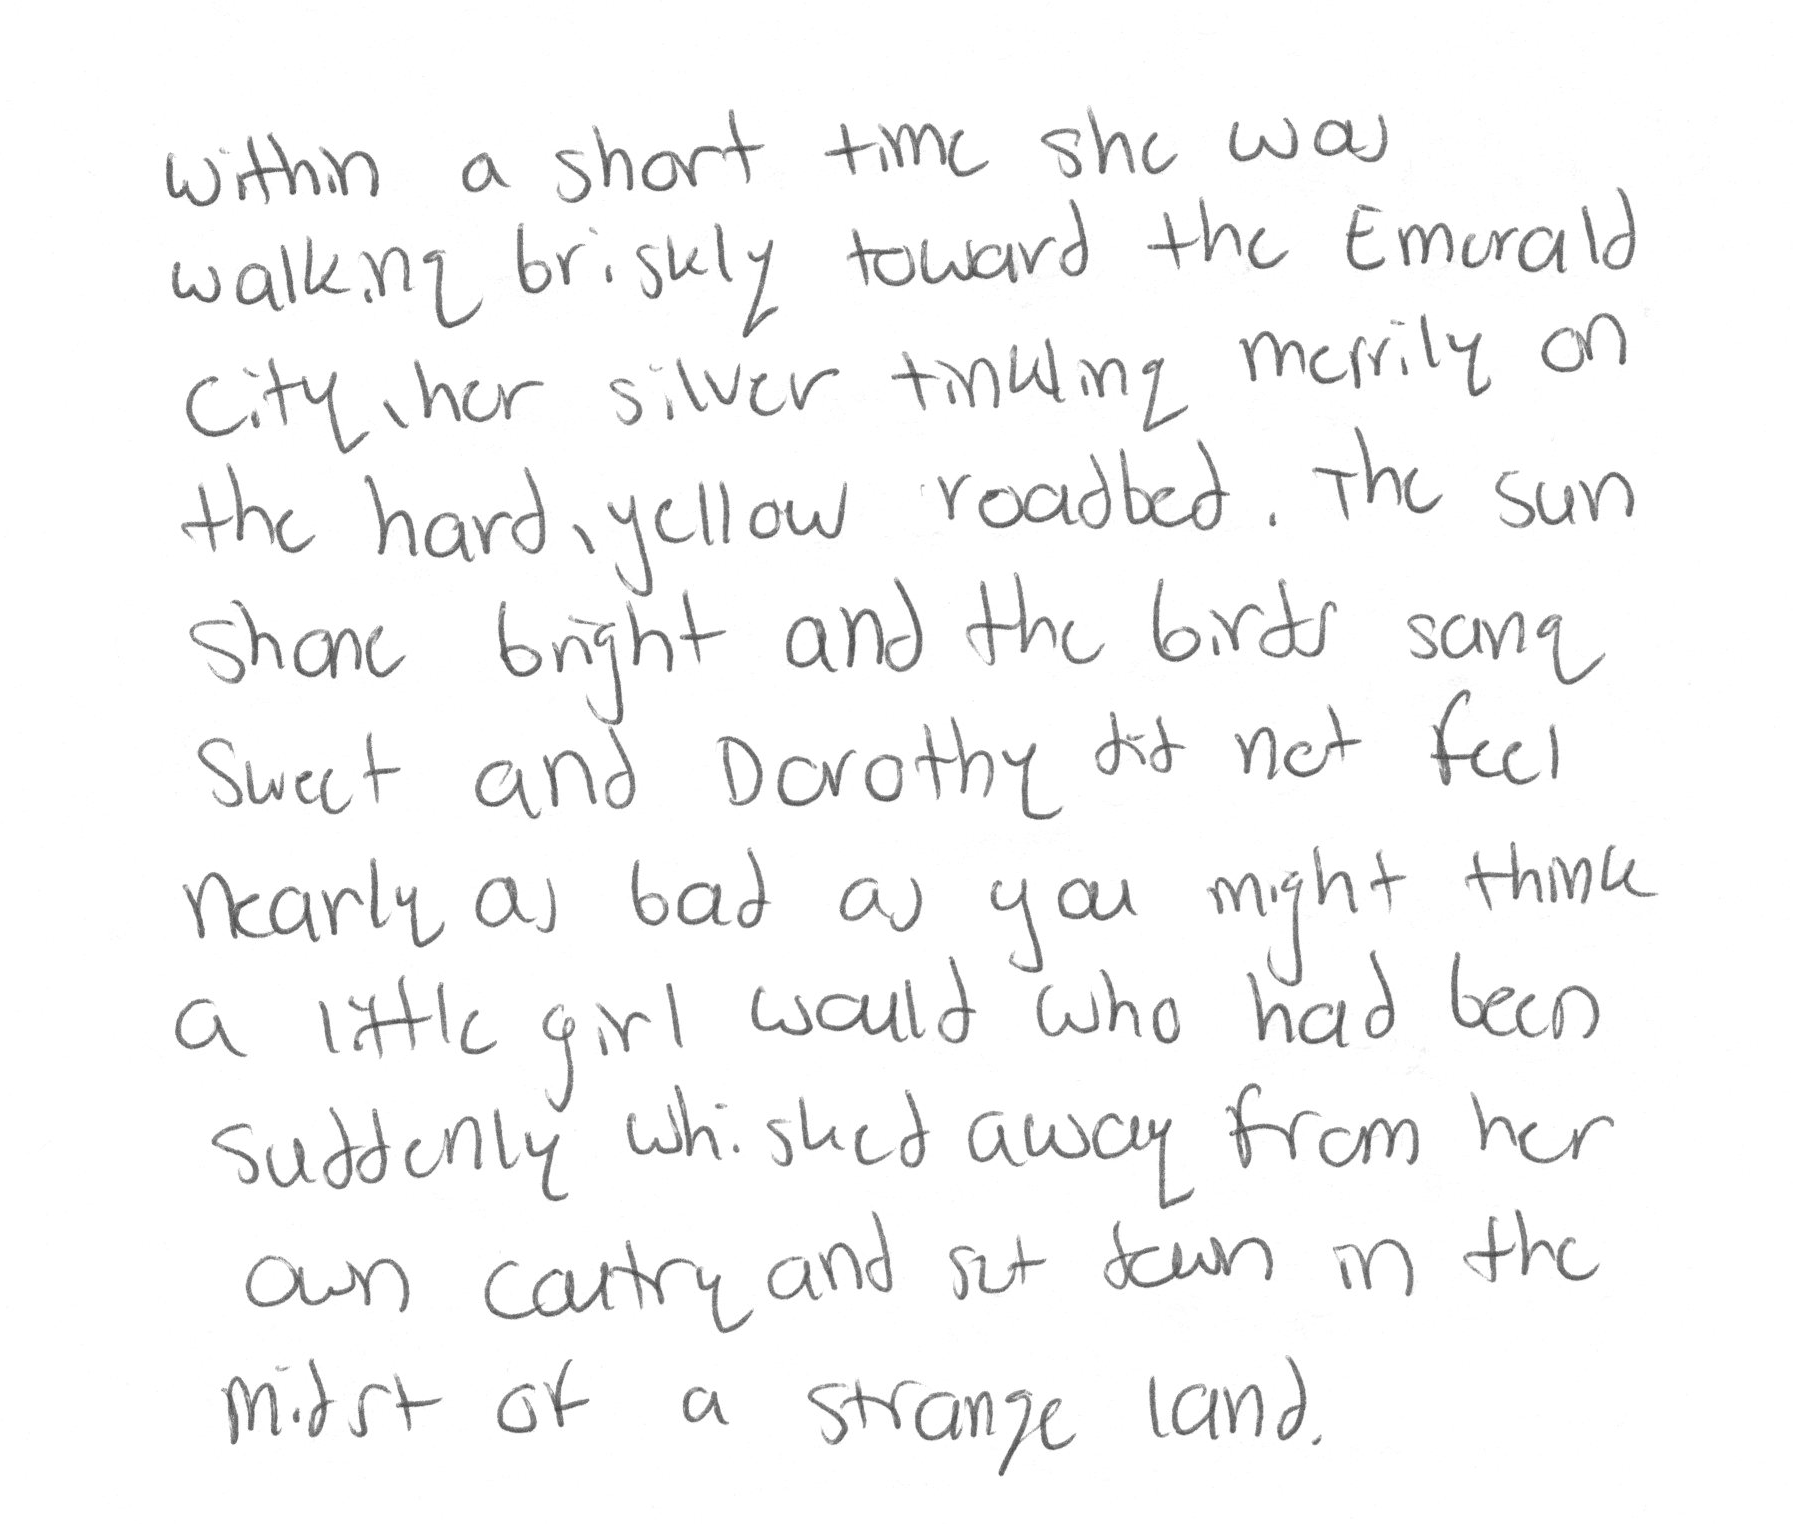 within a short time she was
walking briskly toward the Emerald
City, her silver tinkling merrily on
the hard, yellow roadbed. The sun
shone bright and the birds sang
sweet and Dorothy did not feel
nearly as bad as you might think
a little girl would who had been
suddenly whisked away from her
own coutry and set down in the
midst of a strange land.